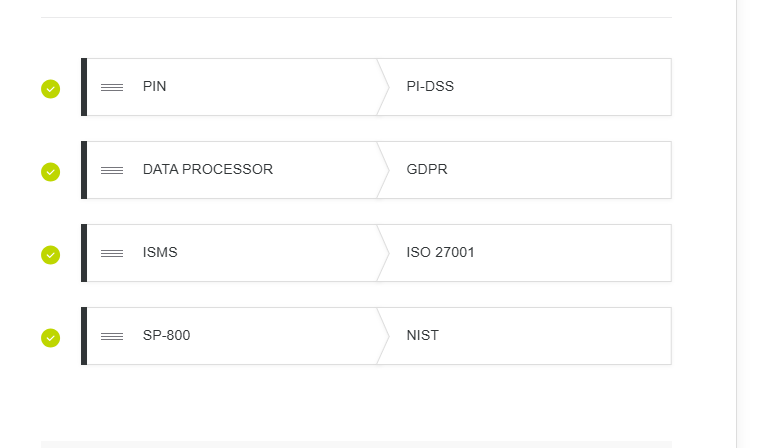 PIN PI-DSS
DATA PROCESSOR GDPR
ISMS ISO 27001
SP-800 NIST